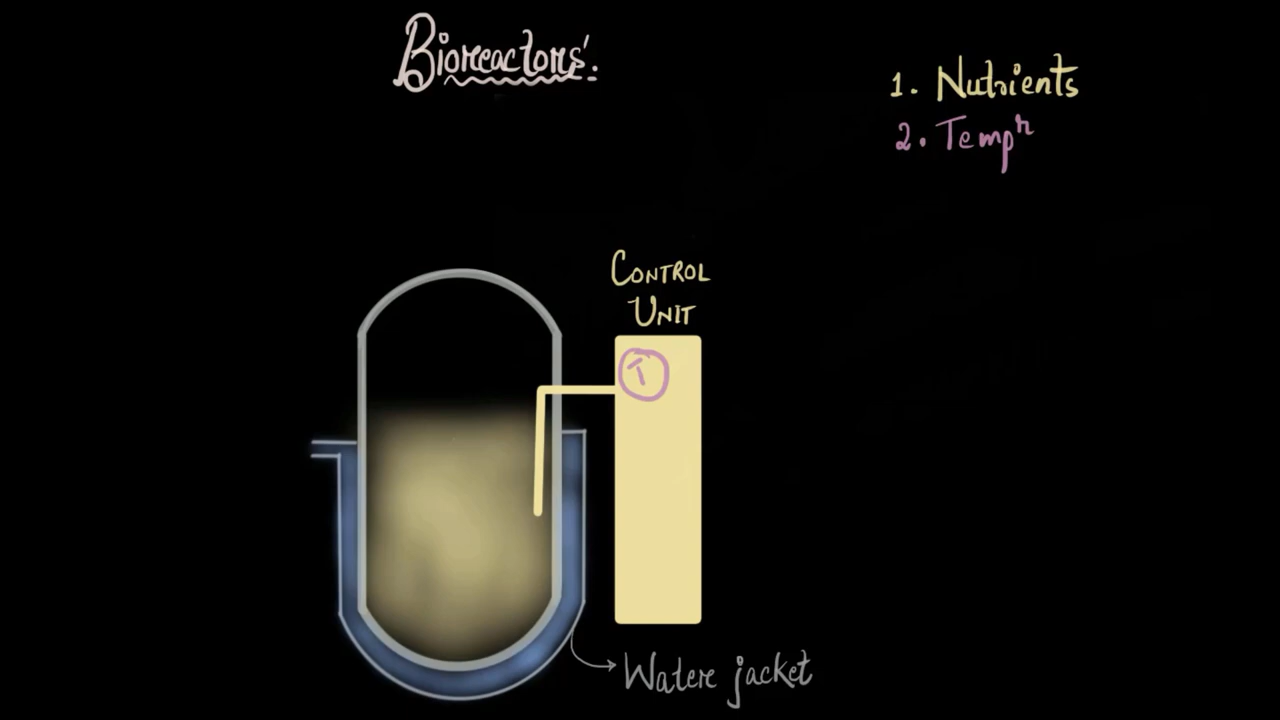 Bioreactors:
1. Nutrients
2. Tempr
CONTROL
UNIT
T
Water jacket